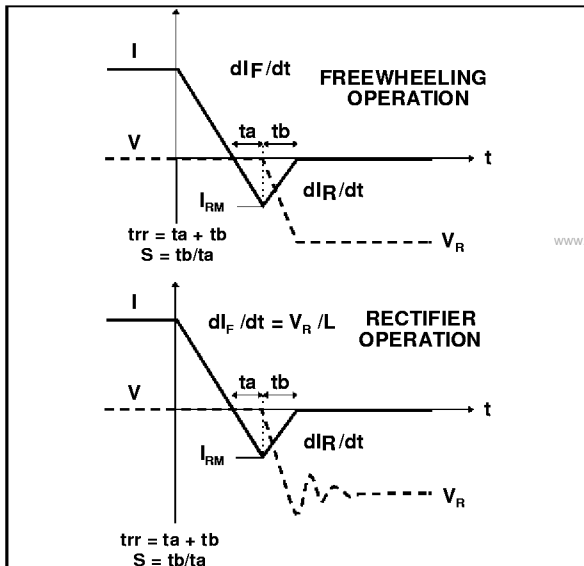 I
dIF/dt
FREEWHEELING
OPERATION
ta tb
V
t
IRM
dIR/dt
trr = ta + tb
S = tb/ta
VR
www.
I
dIF /dt = VR /L
RECTIFIER
OPERATION
ta tb
V
t
IRM
dIR/dt
VR
trr = ta + tb
S = tb/ta